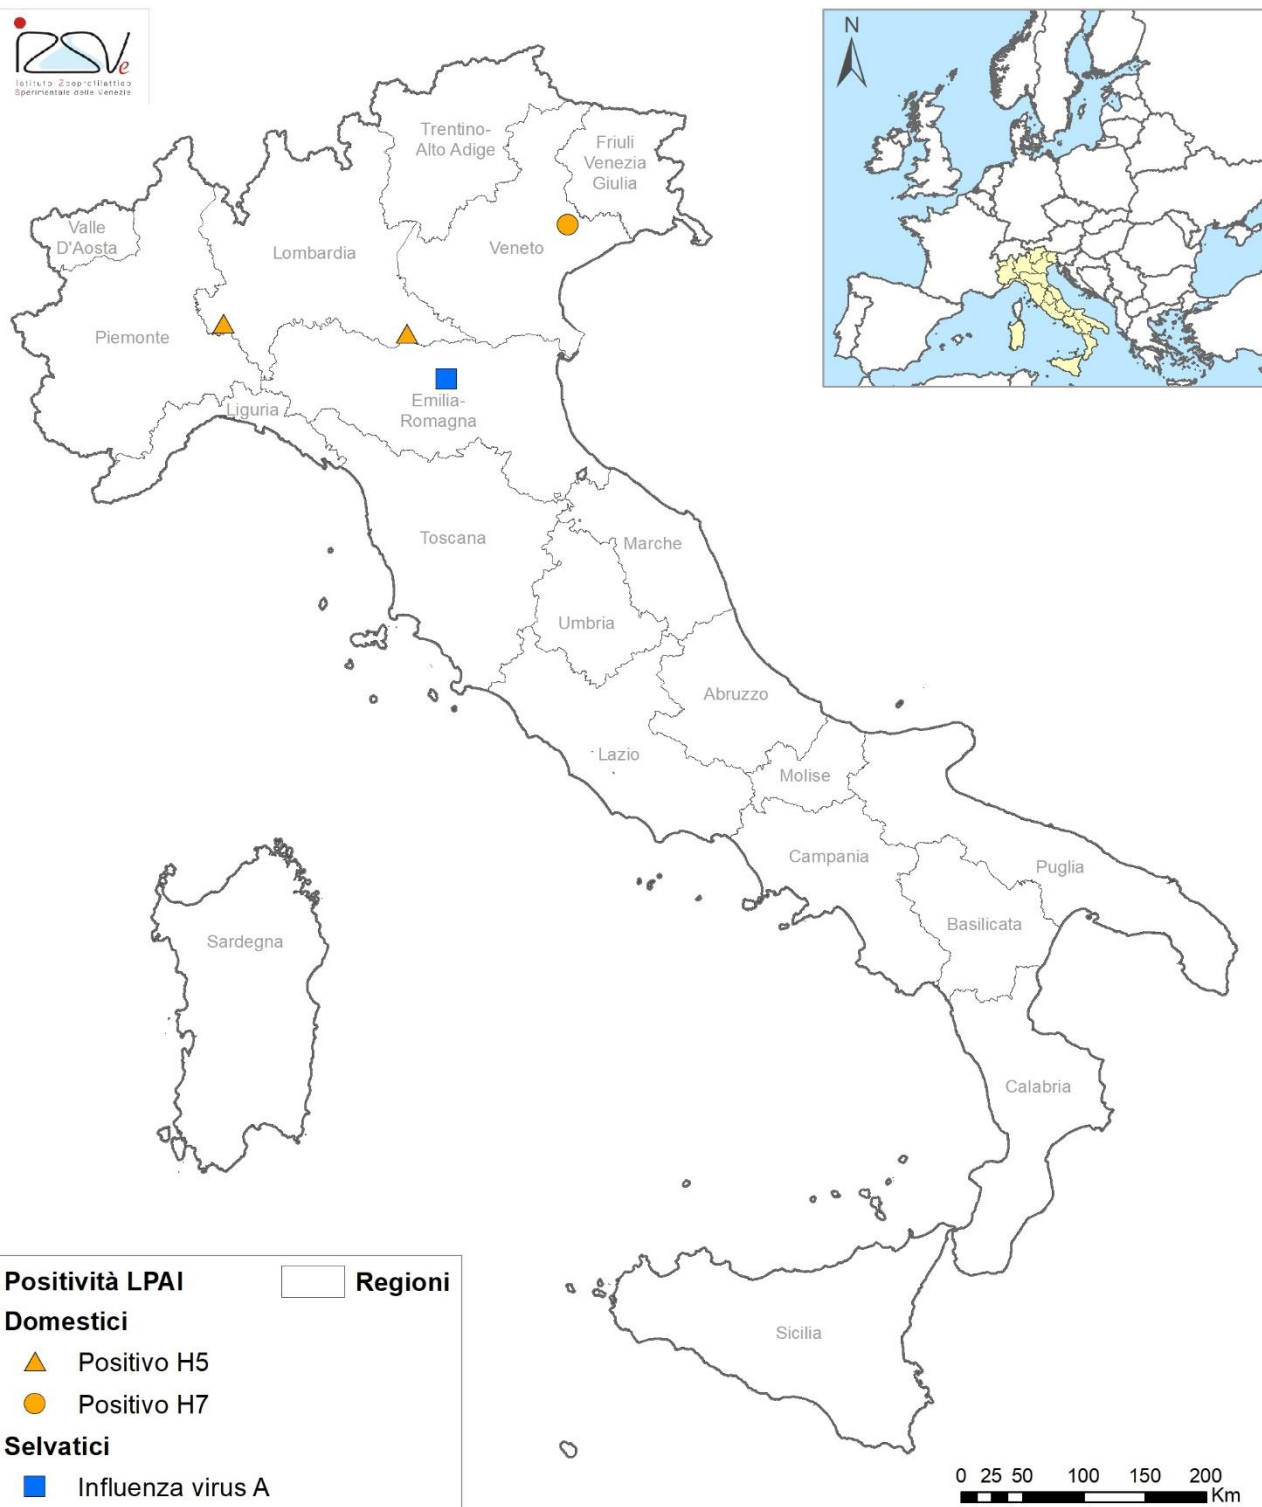 IZSVe
Istituto Zooprofilattico
Sperimentale delle Venezie
N
Trentino-
Alto Adige
Friuli
Venezia
Giulia
Valle
D'Aosta
Lombardia
Veneto
Piemonte
Emilia-
Romagna
Liguria
Toscana
Marche
Umbria
Abruzzo
Lazio
Molise
Campania
Puglia
Basilicata
Sardegna
Calabria
Sicilia
Positività LPAI
Regioni
Domestici
Positivo H5
Positivo H7
Selvatici
Influenza virus A
0 25 50 100 150 200
Km